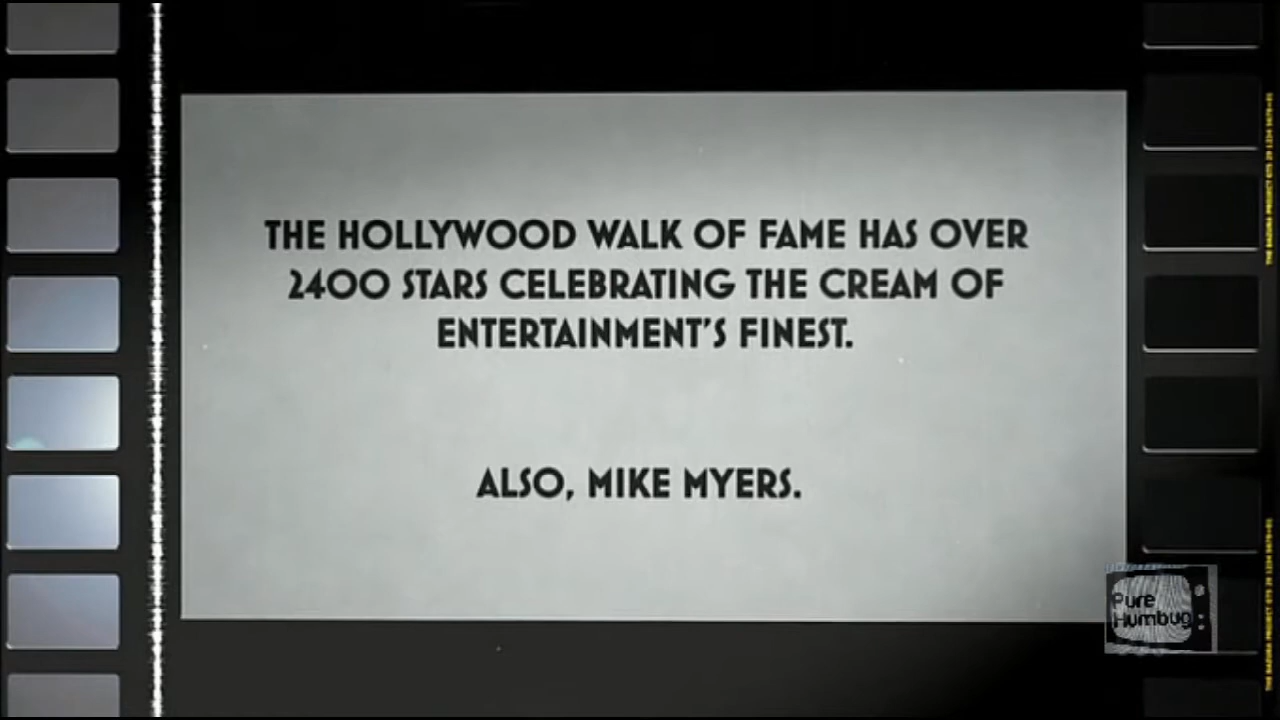 THE HOLLYWOOD WALK OF FAME HAS OVER
2400 STARS CELEBRATING THE CREAM OF
ENTERTAINMENT'S FINEST.
ALSO, MIKE MYERS.
Pure
Humbug